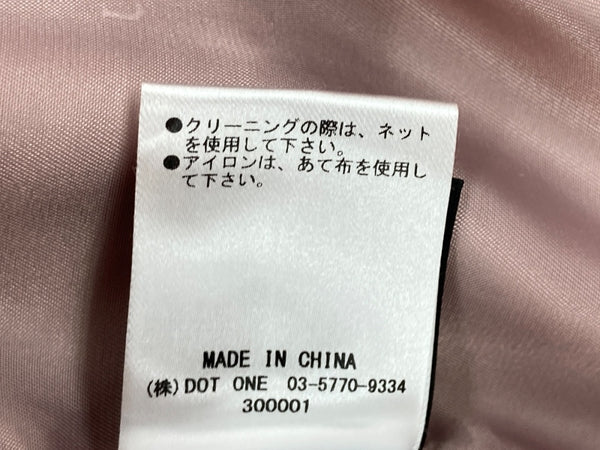 ●クリーニングの際は、ネット
を使用して下さい。
●アイロンは、あて布を使用し
て下さい。
MADE IN CHINA
(株)DOT ONE 03-5770-9334
300001